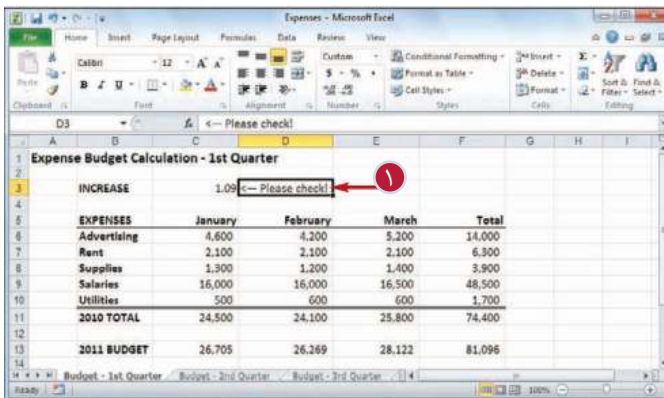 Expenses - Microsoft Excel
File Home Insert Page Layout Formulas Data Review View
Calibri 12 A A Custom Conditional Formatting Insert Σ
Paste B I U A $ % , Format as Table Delete Sort & Find &
Cell Styles Format Filter Select
Clipboard Font Alignment Number Styles Cells Editing
D3 fx <— Please check!
A B C D E F G H I
1 Expense Budget Calculation - 1st Quarter
2
3 INCREASE 1.09 <— Please check! ١
4
5 EXPENSES January February March Total
6 Advertising 4,600 4,200 5,200 14,000
7 Rent 2,100 2,100 2,100 6,300
8 Supplies 1,300 1,200 1,400 3,900
9 Salaries 16,000 16,000 16,500 48,500
10 Utilities 500 600 600 1,700
11 2010 TOTAL 24,500 24,100 25,800 74,400
12
13 2011 BUDGET 26,705 26,269 28,122 81,096
14
Budget - 1st Quarter Budget - 2nd Quarter Budget - 3rd Quarter
Ready 100%